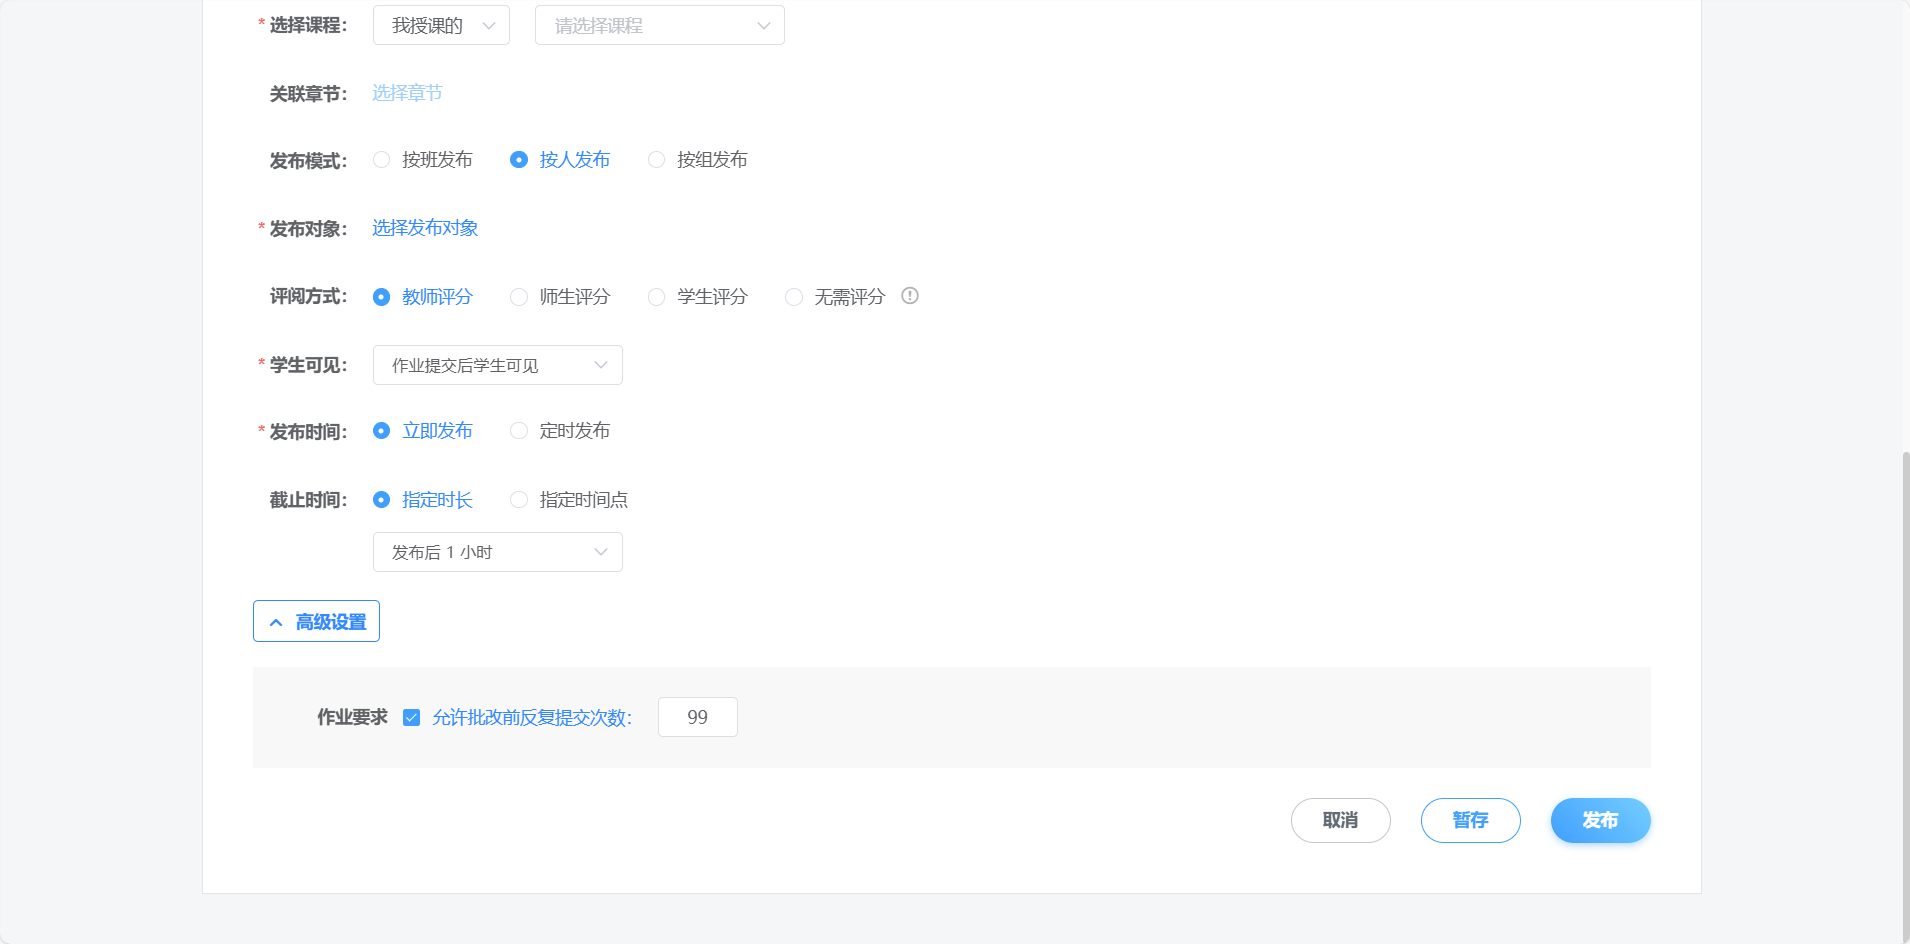 * 选择课程： 我授课的 请选择课程
关联章节： 选择章节
发布模式： 按班发布 按人发布 按组发布
* 发布对象： 选择发布对象
评阅方式： 教师评分 师生评分 学生评分 无需评分
* 学生可见： 作业提交后学生可见
* 发布时间： 立即发布 定时发布
截止时间： 指定时长 指定时间点
发布后 1 小时
高级设置
作业要求 允许批改前反复提交次数： 99
取消 暂存 发布